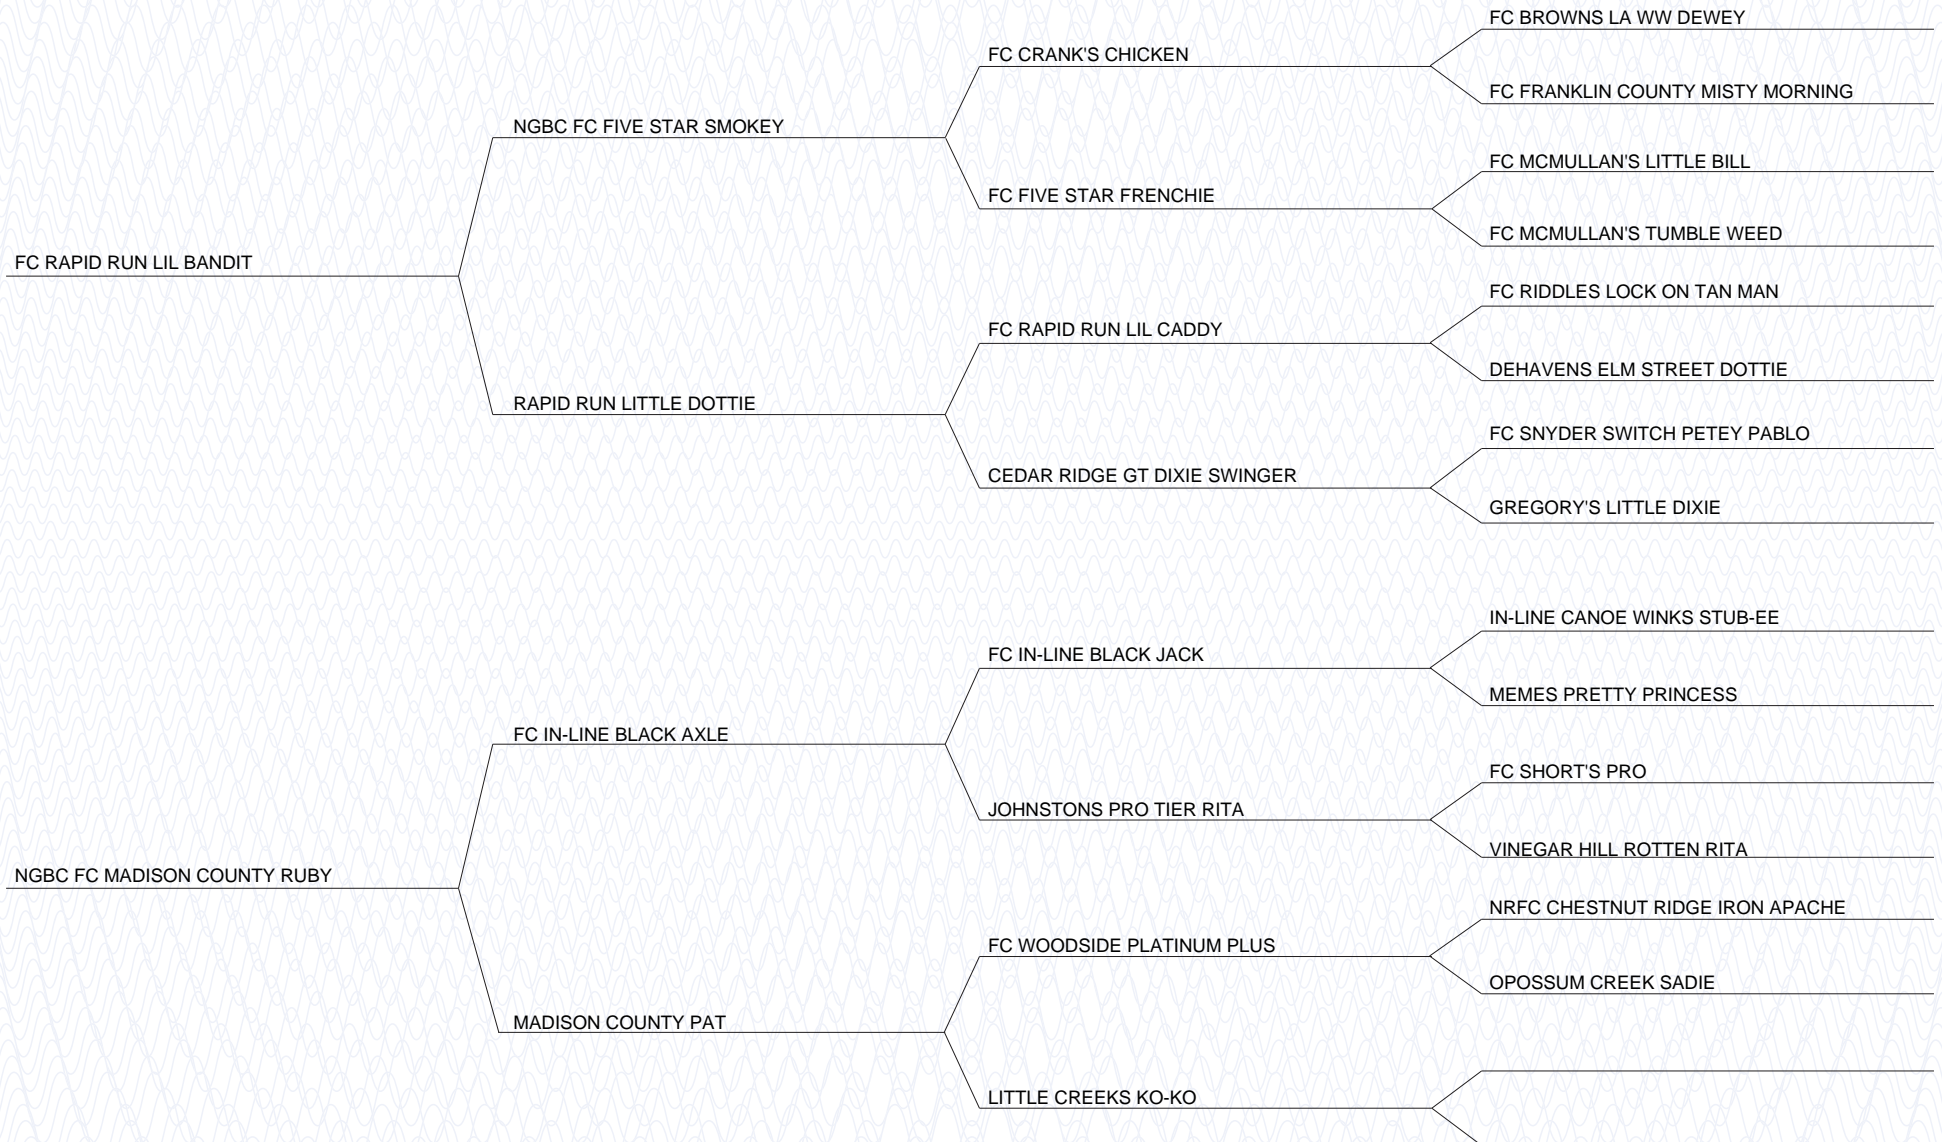 FC BROWNS LA WW DEWEY
FC CRANK'S CHICKEN
FC FRANKLIN COUNTY MISTY MORNING
NGBC FC FIVE STAR SMOKEY
FC MCMULLAN'S LITTLE BILL
FC FIVE STAR FRENCHIE
FC MCMULLAN'S TUMBLE WEED
FC RAPID RUN LIL BANDIT
FC RIDDLES LOCK ON TAN MAN
FC RAPID RUN LIL CADDY
DEHAVENS ELM STREET DOTTIE
RAPID RUN LITTLE DOTTIE
FC SNYDER SWITCH PETEY PABLO
CEDAR RIDGE GT DIXIE SWINGER
GREGORY'S LITTLE DIXIE
IN-LINE CANOE WINKS STUB-EE
FC IN-LINE BLACK JACK
MEMES PRETTY PRINCESS
FC IN-LINE BLACK AXLE
FC SHORT'S PRO
JOHNSTONS PRO TIER RITA
VINEGAR HILL ROTTEN RITA
NGBC FC MADISON COUNTY RUBY
NRFC CHESTNUT RIDGE IRON APACHE
FC WOODSIDE PLATINUM PLUS
OPOSSUM CREEK SADIE
MADISON COUNTY PAT
LITTLE CREEKS KO-KO